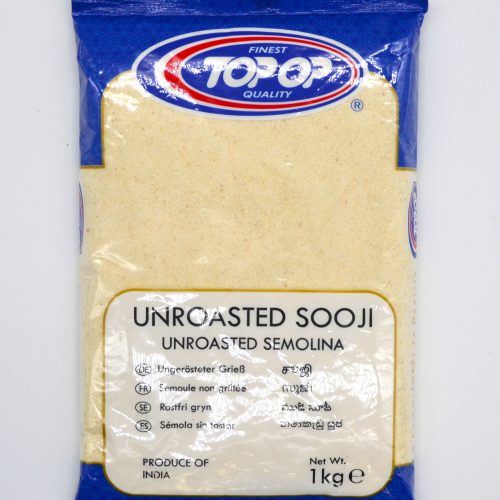 FINEST
TOPOP
QUALITY
®
UNROASTED SOOJI
UNROASTED SEMOLINA
DE Ungerösteter Grieß
FR Semoule non grillée
SE Rostfri gryn
ES Sémola sin tostar
PRODUCE OF
INDIA
Net Wt.
1kg ℮